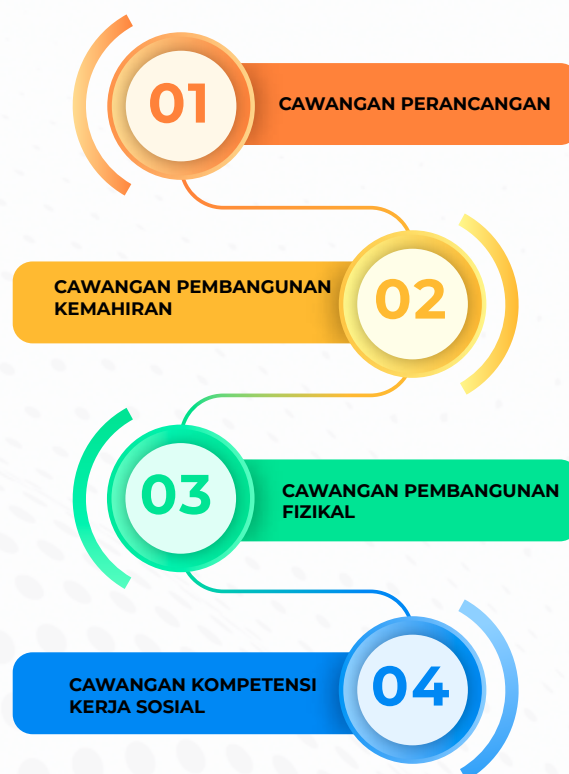 01
CAWANGAN PERANCANGAN
CAWANGAN PEMBANGUNAN
KEMAHIRAN
02
03
CAWANGAN PEMBANGUNAN
FIZIKAL
CAWANGAN KOMPETENSI
KERJA SOSIAL
04